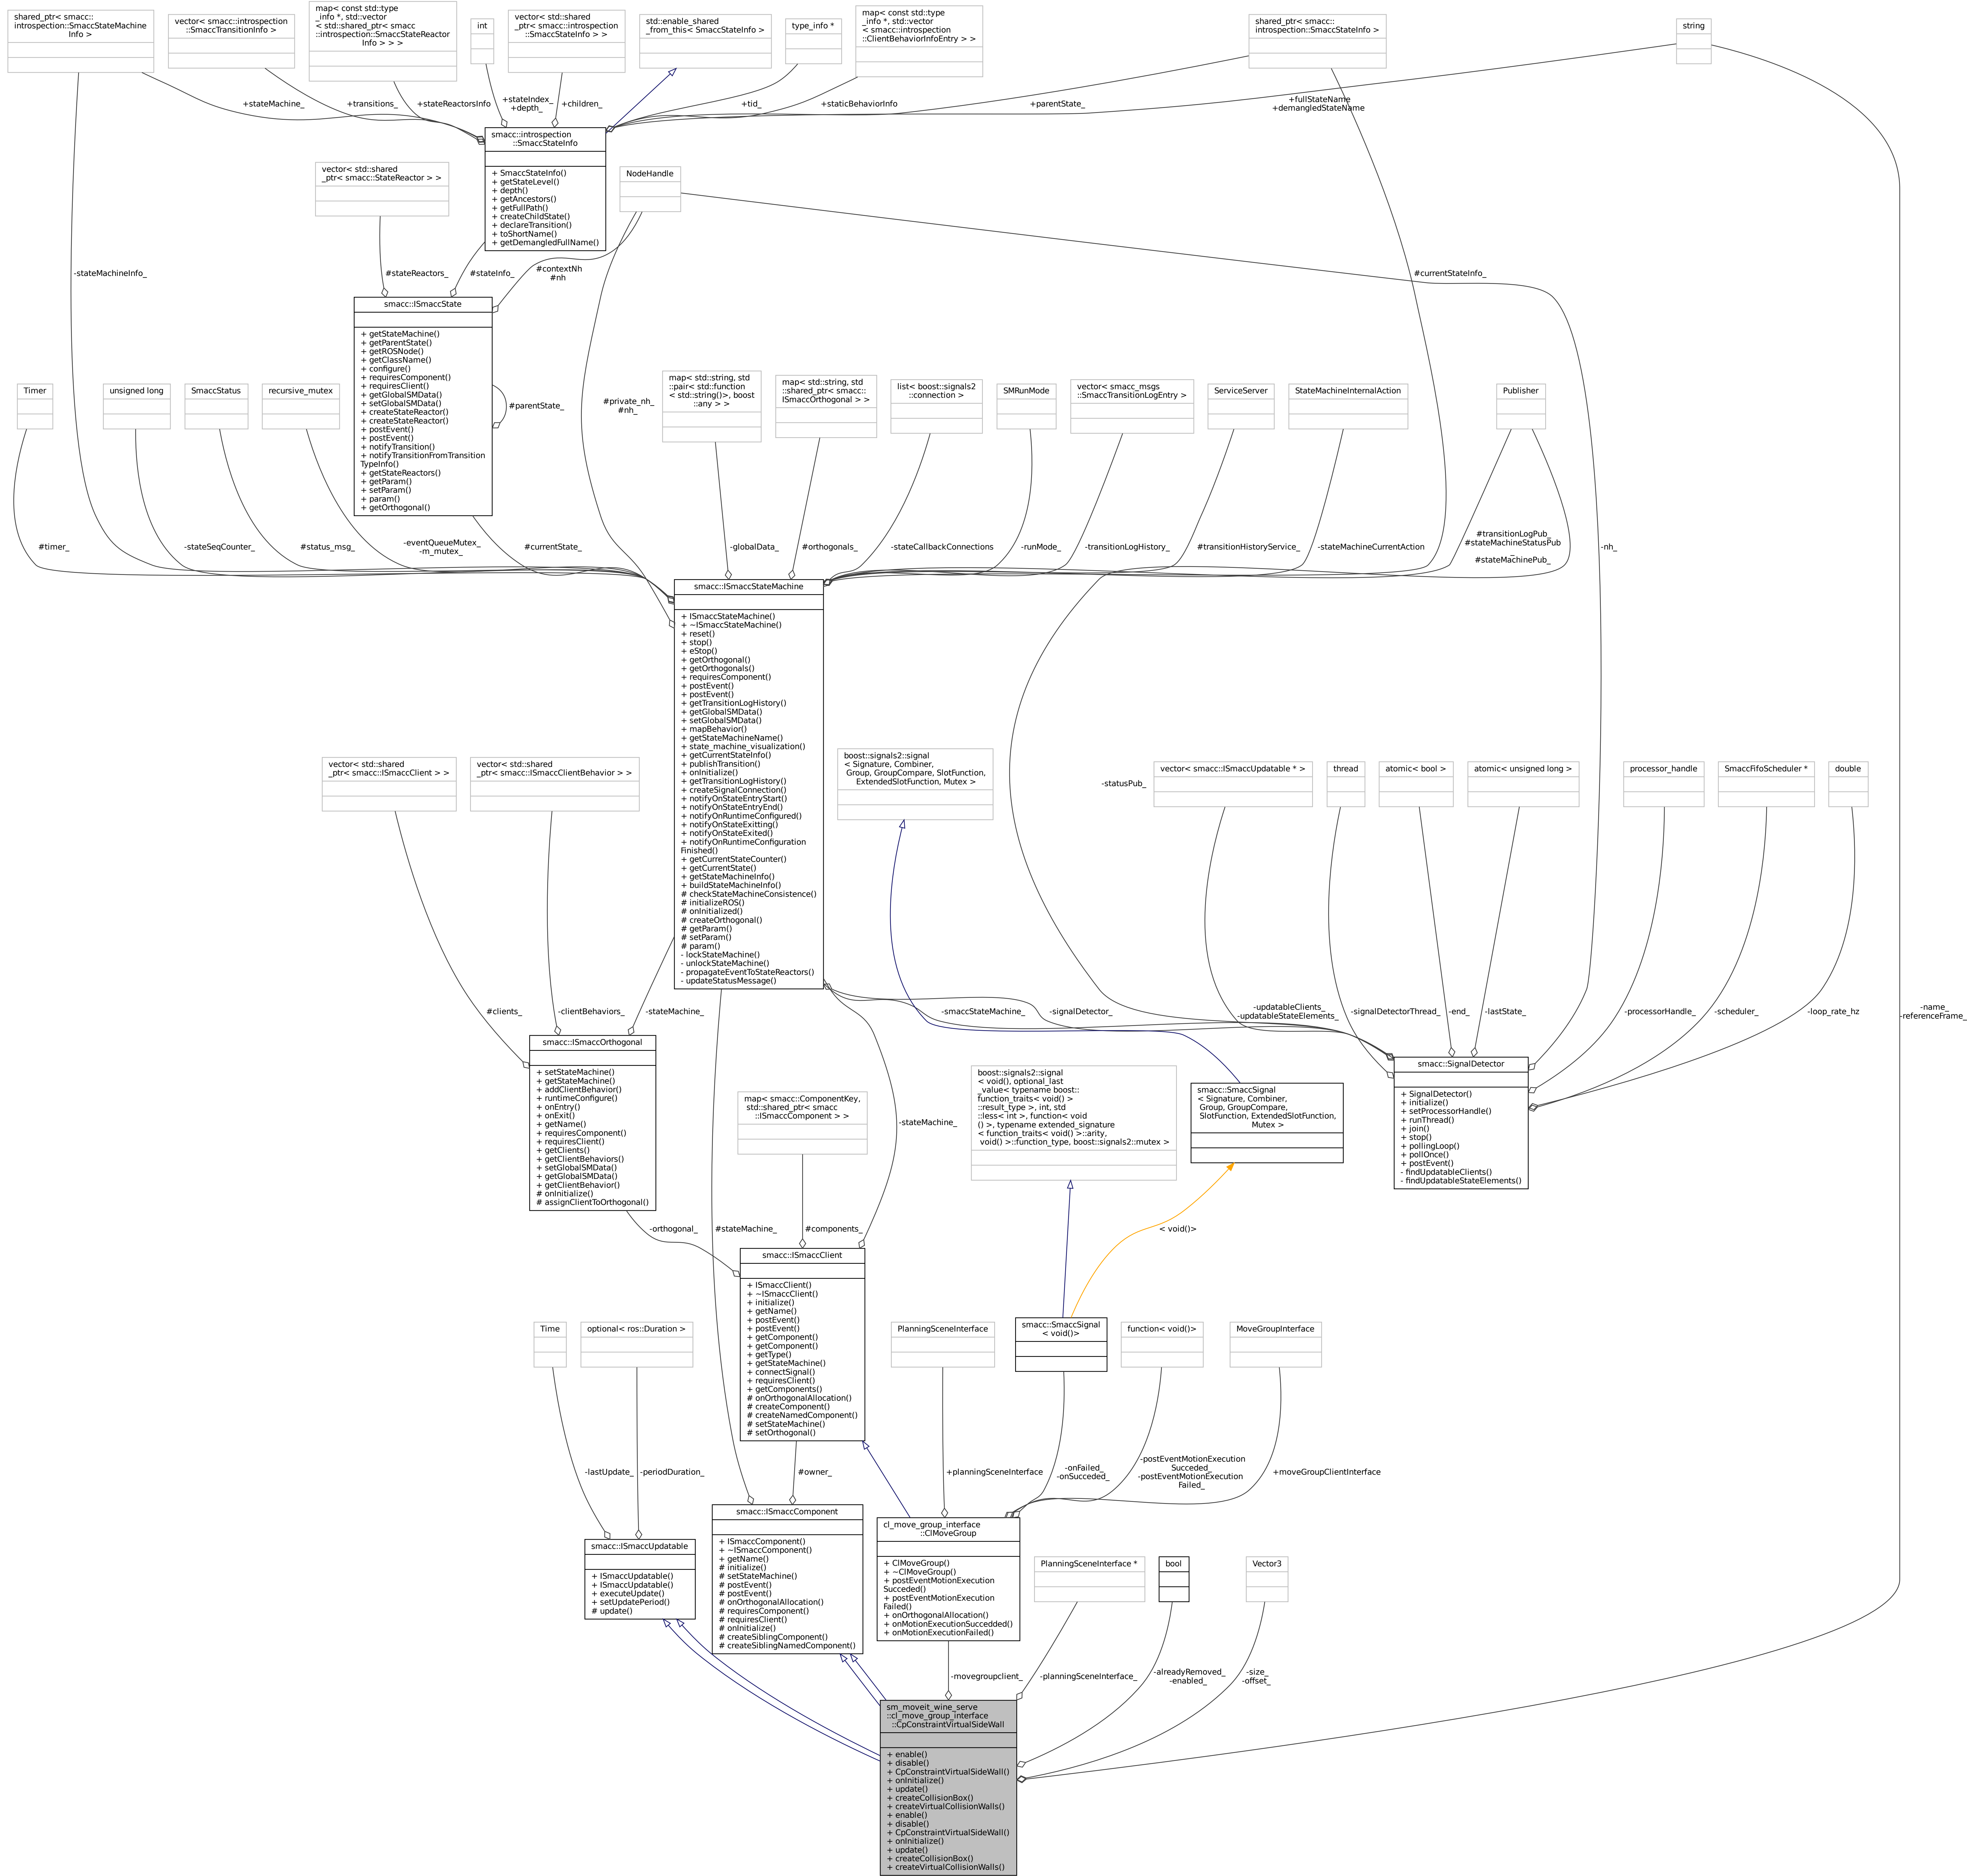 shared_ptr< smacc::
introspection::SmaccStateMachine
Info >
vector< smacc::introspection
::SmaccTransitionInfo >
map< const std::type
_info *, std::vector
< std::shared_ptr< smacc
::introspection::SmaccStateReactor
Info > > >
int
vector< std::shared
_ptr< smacc::introspection
::SmaccStateInfo > >
std::enable_shared
_from_this< SmaccStateInfo >
type_info *
map< const std::type
_info *, std::vector
< smacc::introspection
::ClientBehaviorInfoEntry > >
shared_ptr< smacc::
introspection::SmaccStateInfo >
string
+stateMachine_
+transitions_
+stateReactorsInfo
+stateIndex_
+depth_
+children_
+tid_
+staticBehaviorInfo
+parentState_
+fullStateName
+demangledStateName
smacc::introspection
::SmaccStateInfo
+ SmaccStateInfo()
+ getStateLevel()
+ depth()
+ getAncestors()
+ getFullPath()
+ createChildState()
+ declareTransition()
+ toShortName()
+ getDemangledFullName()
vector< std::shared
_ptr< smacc::StateReactor > >
NodeHandle
-stateMachineInfo_
#stateReactors_
#stateInfo_
#contextNh
#nh
#currentStateInfo_
smacc::ISmaccState
+ getStateMachine()
+ getParentState()
+ getROSNode()
+ getClassName()
+ configure()
+ requiresComponent()
+ requiresClient()
+ getGlobalSMData()
+ setGlobalSMData()
+ createStateReactor()
+ createStateReactor()
+ postEvent()
+ postEvent()
+ notifyTransition()
+ notifyTransitionFromTransition
TypeInfo()
+ getStateReactors()
+ getParam()
+ setParam()
+ param()
+ getOrthogonal()
#parentState_
#private_nh_
#nh_
Timer
unsigned long
SmaccStatus
recursive_mutex
map< std::string, std
::pair< std::function
< std::string()>, boost
::any > >
map< std::string, std
::shared_ptr< smacc::
ISmaccOrthogonal > >
list< boost::signals2
::connection >
SMRunMode
vector< smacc_msgs
::SmaccTransitionLogEntry >
ServiceServer
StateMachineInternalAction
Publisher
#timer_
-stateSeqCounter_
#status_msg_
-eventQueueMutex_
-m_mutex_
#currentState_
-globalData_
#orthogonals_
-stateCallbackConnections
-runMode_
-transitionLogHistory_
#transitionHistoryService_
-stateMachineCurrentAction
#transitionLogPub_
#stateMachineStatusPub
_
#stateMachinePub_
-nh_
smacc::ISmaccStateMachine
+ ISmaccStateMachine()
+ ~ISmaccStateMachine()
+ reset()
+ stop()
+ eStop()
+ getOrthogonal()
+ getOrthogonals()
+ requiresComponent()
+ postEvent()
+ postEvent()
+ getTransitionLogHistory()
+ getGlobalSMData()
+ setGlobalSMData()
+ mapBehavior()
+ getStateMachineName()
+ state_machine_visualization()
+ getCurrentStateInfo()
+ publishTransition()
+ onInitialize()
+ getTransitionLogHistory()
+ createSignalConnection()
+ notifyOnStateEntryStart()
+ notifyOnStateEntryEnd()
+ notifyOnRuntimeConfigured()
+ notifyOnStateExitting()
+ notifyOnStateExited()
+ notifyOnRuntimeConfiguration
Finished()
+ getCurrentStateCounter()
+ getCurrentState()
+ getStateMachineInfo()
+ buildStateMachineInfo()
# checkStateMachineConsistence()
# initializeROS()
# onInitialized()
# createOrthogonal()
# getParam()
# setParam()
# param()
- lockStateMachine()
- unlockStateMachine()
- propagateEventToStateReactors()
- updateStatusMessage()
vector< std::shared
_ptr< smacc::ISmaccClient > >
vector< std::shared
_ptr< smacc::ISmaccClientBehavior > >
boost::signals2::signal
< Signature, Combiner,
Group, GroupCompare, SlotFunction,
ExtendedSlotFunction, Mutex >
-statusPub_
vector< smacc::ISmaccUpdatable * >
thread
atomic< bool >
atomic< unsigned long >
processor_handle
SmaccFifoScheduler *
double
#clients_
-clientBehaviors_
-stateMachine_
-smaccStateMachine_
-signalDetector_
-updatableClients_
-updatableStateElements_
-signalDetectorThread_
-end_
-lastState_
-processorHandle_
-scheduler_
-loop_rate_hz
-name_
-referenceFrame_
smacc::ISmaccOrthogonal
+ setStateMachine()
+ getStateMachine()
+ addClientBehavior()
+ runtimeConfigure()
+ onEntry()
+ onExit()
+ getName()
+ requiresComponent()
+ requiresClient()
+ getClients()
+ getClientBehaviors()
+ setGlobalSMData()
+ getGlobalSMData()
+ getClientBehavior()
# onInitialize()
# assignClientToOrthogonal()
map< smacc::ComponentKey,
std::shared_ptr< smacc
::ISmaccComponent > >
-stateMachine_
boost::signals2::signal
< void(), optional_last
_value< typename boost::
function_traits< void() >
::result_type >, int, std
::less< int >, function< void
() >, typename extended_signature
< function_traits< void() >::arity,
void() >::function_type, boost::signals2::mutex >
smacc::SmaccSignal
< Signature, Combiner,
Group, GroupCompare,
SlotFunction, ExtendedSlotFunction,
Mutex >
smacc::SignalDetector
+ SignalDetector()
+ initialize()
+ setProcessorHandle()
+ runThread()
+ join()
+ stop()
+ pollingLoop()
+ pollOnce()
+ postEvent()
- findUpdatableClients()
- findUpdatableStateElements()
-orthogonal_
#stateMachine_
#components_
< void()>
smacc::ISmaccClient
+ ISmaccClient()
+ ~ISmaccClient()
+ initialize()
+ getName()
+ postEvent()
+ postEvent()
+ getComponent()
+ getComponent()
+ getType()
+ getStateMachine()
+ connectSignal()
+ requiresClient()
+ getComponents()
# onOrthogonalAllocation()
# createComponent()
# createNamedComponent()
# setStateMachine()
# setOrthogonal()
Time
optional< ros::Duration >
PlanningSceneInterface
smacc::SmaccSignal
< void()>
function< void()>
MoveGroupInterface
-lastUpdate_
-periodDuration_
#owner_
+planningSceneInterface
-onFailed_
-onSucceded_
-postEventMotionExecution
Succeded_
-postEventMotionExecution
Failed_
+moveGroupClientInterface
smacc::ISmaccUpdatable
+ ISmaccUpdatable()
+ ISmaccUpdatable()
+ executeUpdate()
+ setUpdatePeriod()
# update()
smacc::ISmaccComponent
+ ISmaccComponent()
+ ~ISmaccComponent()
+ getName()
# initialize()
# setStateMachine()
# postEvent()
# postEvent()
# onOrthogonalAllocation()
# requiresComponent()
# requiresClient()
# onInitialize()
# createSiblingComponent()
# createSiblingNamedComponent()
cl_move_group_interface
::ClMoveGroup
+ ClMoveGroup()
+ ~ClMoveGroup()
+ postEventMotionExecution
Succeded()
+ postEventMotionExecution
Failed()
+ onOrthogonalAllocation()
+ onMotionExecutionSuccedded()
+ onMotionExecutionFailed()
PlanningSceneInterface *
bool
Vector3
-movegroupclient_
-planningSceneInterface_
-alreadyRemoved_
-enabled_
-size_
-offset_
sm_moveit_wine_serve
::cl_move_group_interface
::CpConstraintVirtualSideWall
+ enable()
+ disable()
+ CpConstraintVirtualSideWall()
+ onInitialize()
+ update()
+ createCollisionBox()
+ createVirtualCollisionWalls()
+ enable()
+ disable()
+ CpConstraintVirtualSideWall()
+ onInitialize()
+ update()
+ createCollisionBox()
+ createVirtualCollisionWalls()